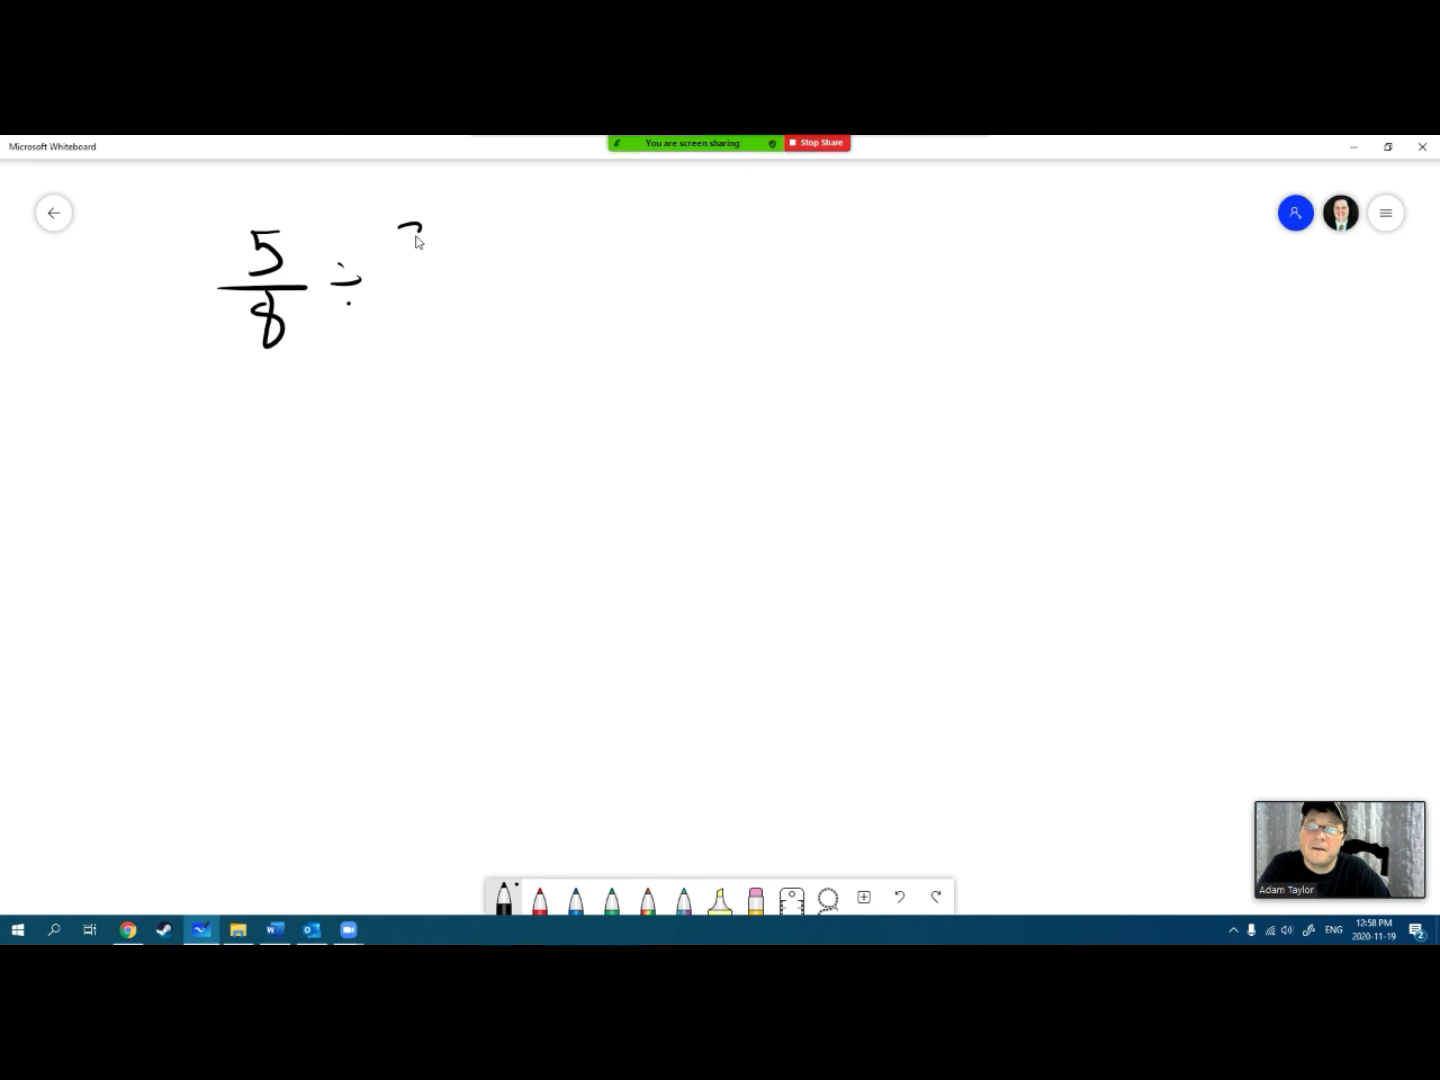 Microsoft Whiteboard
You are screen sharing
Stop Share
5 ÷
8
Adam Taylor
ENG
12:58 PM
2020-11-19
2